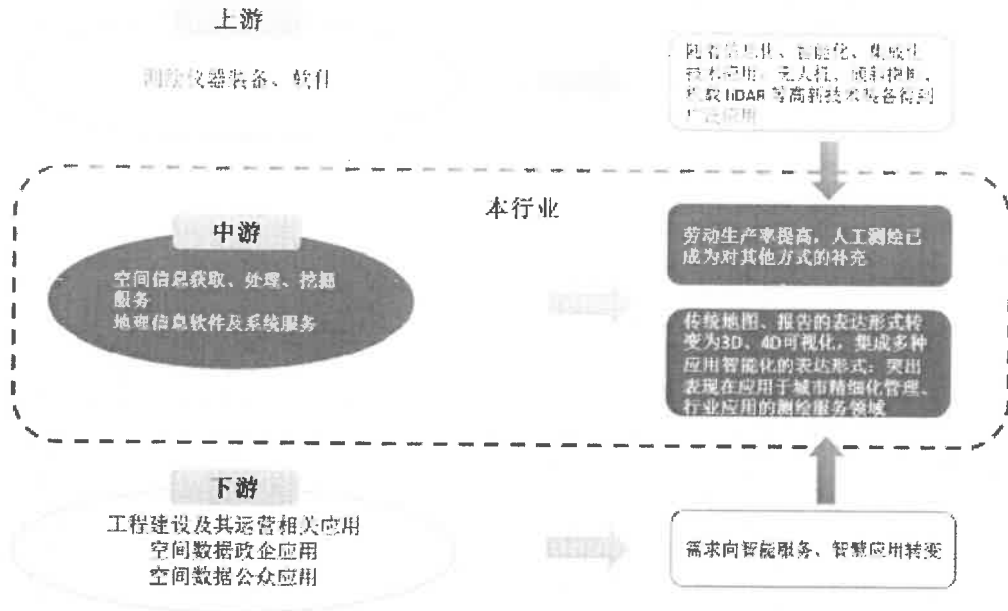 上游
测绘仪器装备、软件
随着信息化、智能化、集成化
技术应用，无人机、倾斜摄影、
机载LiDAR 等高新技术装备得到
广泛应用
本行业
中游
空间信息获取、处理、挖掘
服务
地理信息软件及系统服务
劳动生产率提高，人工测绘已
成为对其他方式的补充
传统地图、报告的表达形式转
变为3D、4D可视化，集成多种
应用智能化的表达形式：突出
表现在应用于城市精细化管理、
行业应用的测绘服务领域
下游
工程建设及其运营相关应用
空间数据政企应用
空间数据公众应用
需求向智能服务、智慧应用转变